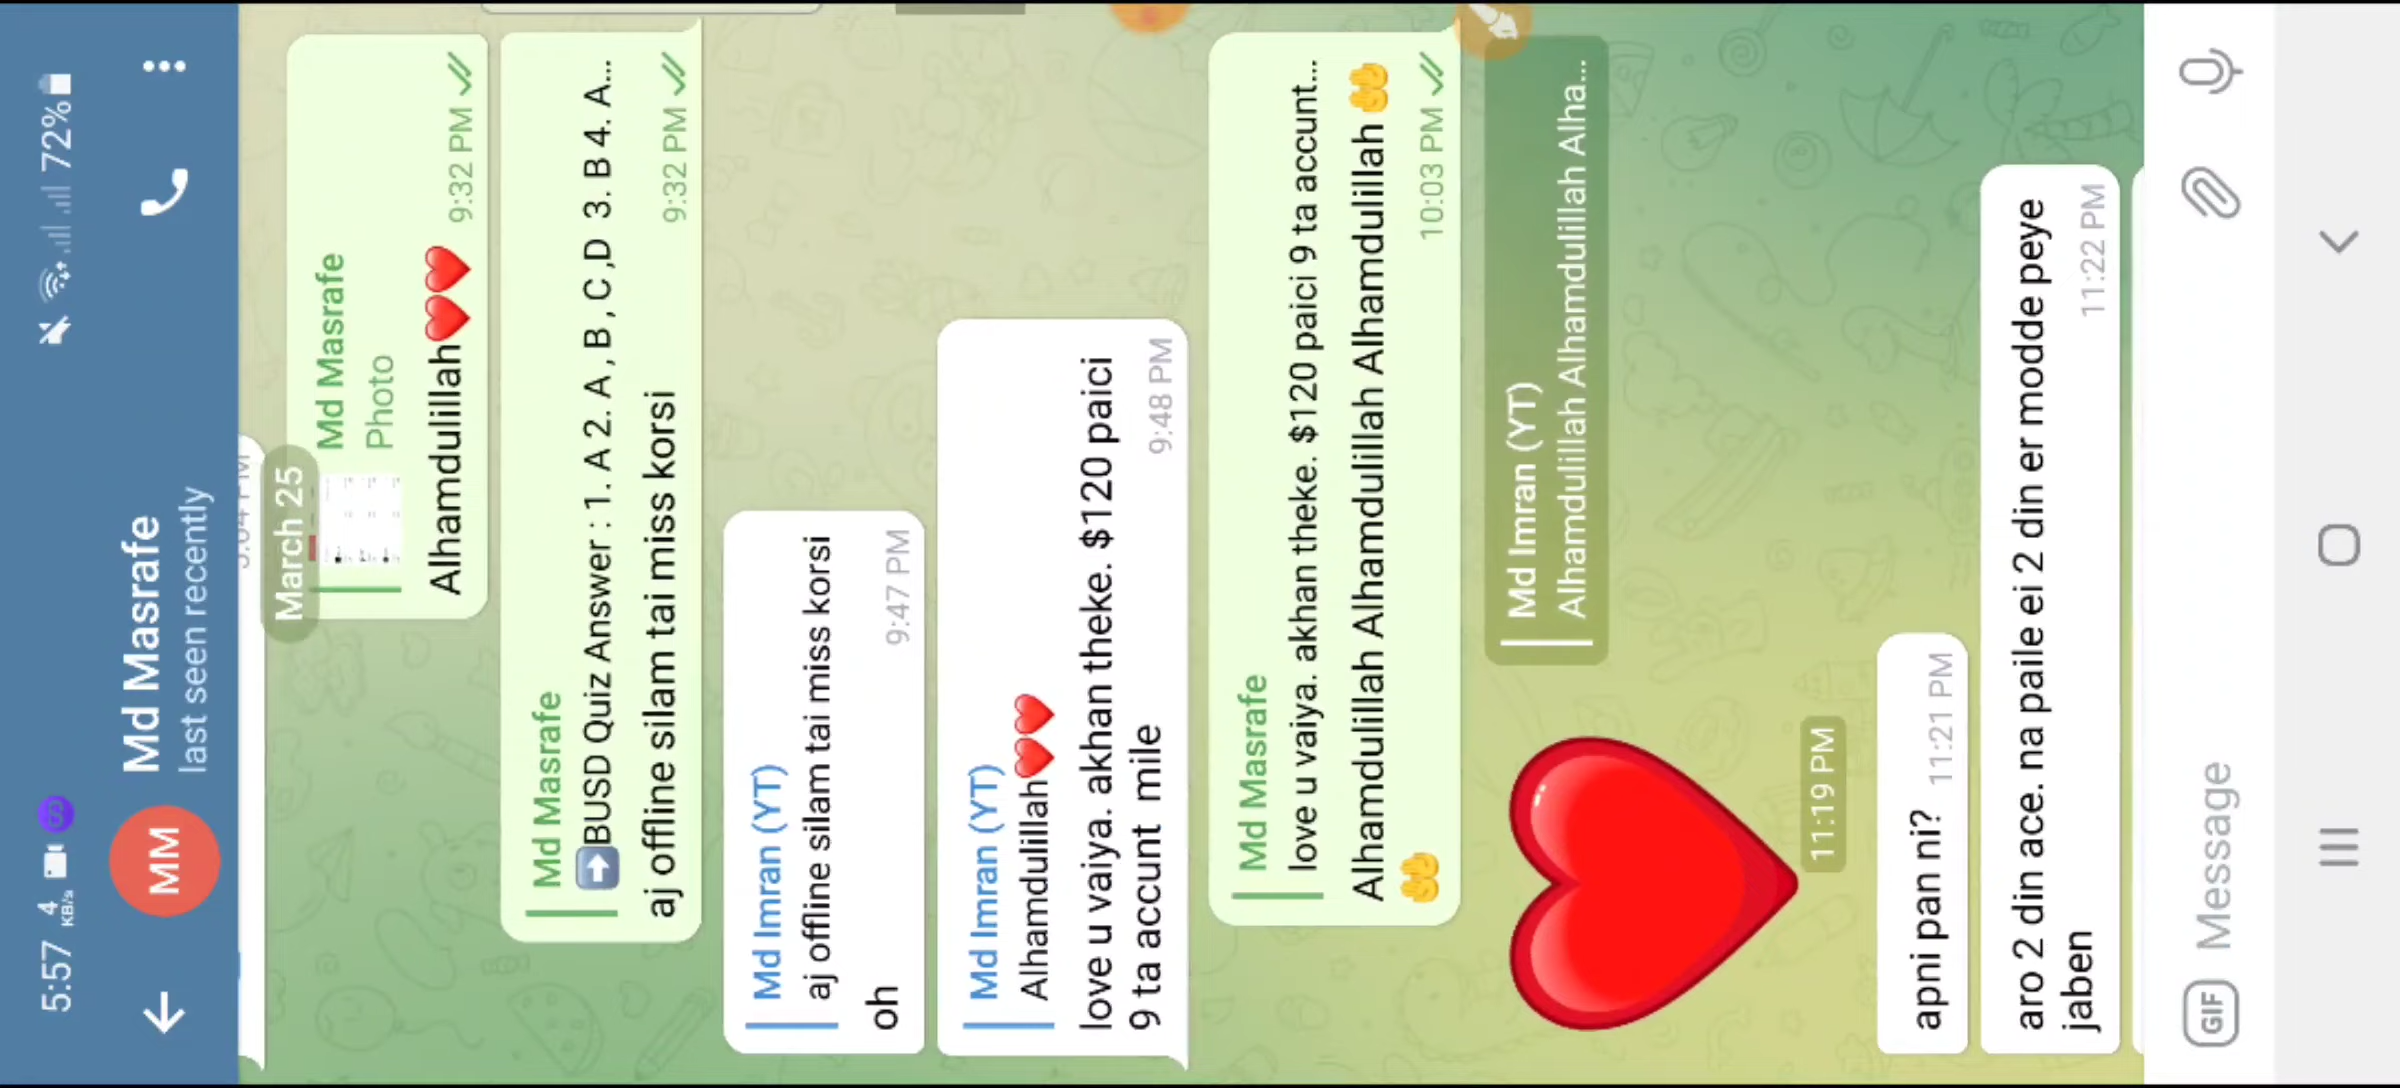 5:57 4 KB/s 72%
MM Md Masrafe
last seen recently
March 25
Md Masrafe
Photo
Alhamdulillah❤️❤️ 9:32 PM
Md Masrafe
➡️BUSD Quiz Answer : 1. A 2. A , B , C ,D 3. B 4. A...
aj offline silam tai miss korsi
9:32 PM
Md Imran (YT)
aj offline silam tai miss korsi
oh
9:47 PM
Md Imran (YT)
Alhamdulillah❤️❤️
love u vaiya. akhan theke. $120 paici
9 ta accunt mile
9:48 PM
Md Masrafe
love u vaiya. akhan theke. $120 paici 9 ta accunt...
Alhamdulillah Alhamdulillah Alhamdulillah 🤲
🤲
10:03 PM
Md Imran (YT)
Alhamdulillah Alhamdulillah Alha...
11:19 PM
apni pan ni? 11:21 PM
aro 2 din ace. na paile ei 2 din er modde peye
jaben
11:22 PM
GIF Message